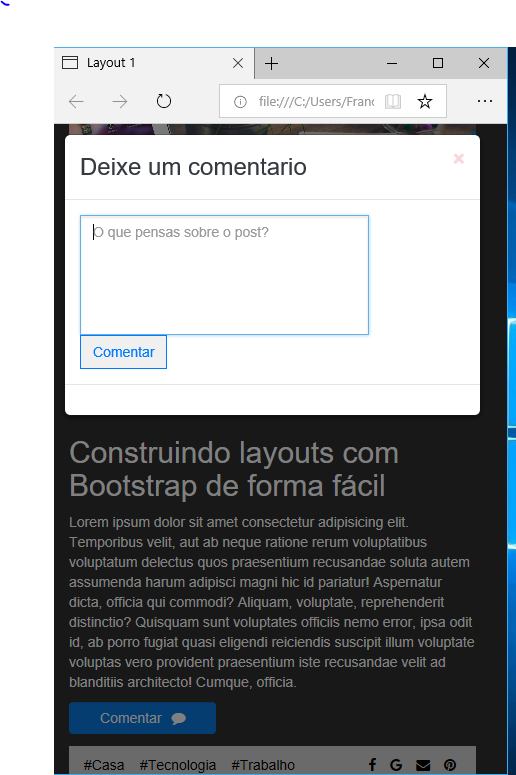 Layout 1
file:///C:/Users/Franc
Deixe um comentario
O que pensas sobre o post?
Comentar
Construindo layouts com
Bootstrap de forma fácil
Lorem ipsum dolor sit amet consectetur adipisicing elit.
Temporibus velit, aut ab neque ratione rerum voluptatibus
voluptatum delectus quos praesentium recusandae soluta autem
assumenda harum adipisci magni hic id pariatur! Aspernatur
dicta, officia qui commodi? Aliquam, voluptate, reprehenderit
distinctio? Quisquam sunt voluptates officiis nemo error, ipsa odit
id, ab porro fugiat quasi eligendi reiciendis suscipit illum voluptate
voluptas vero provident praesentium iste recusandae velit ad
blanditiis architecto! Cumque, officia.
Comentar
#Casa #Tecnologia #Trabalho